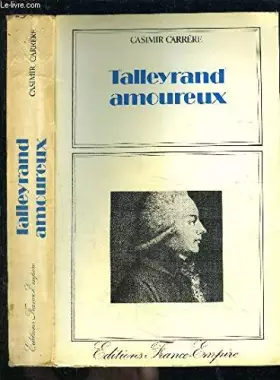 CASIMIR CARRÈRE
Talleyrand
amoureux
Editions France-Empire
CASIMIR CARRÈRE
Talleyrand
amoureux
Editions France-Empire